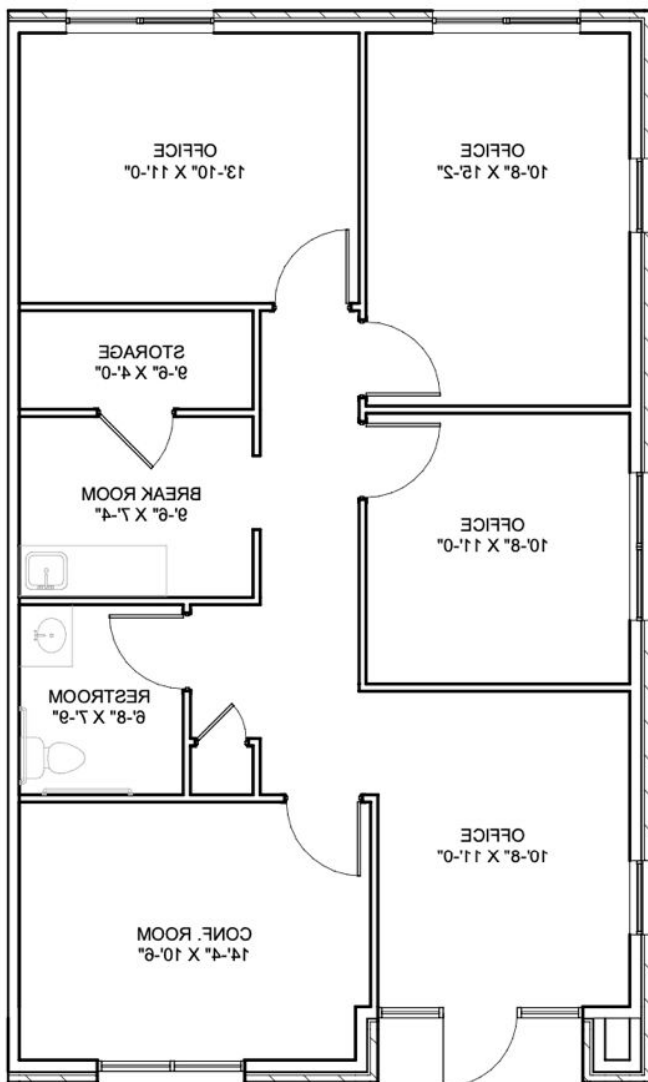 OFFICE
13'-10" X 11'-0"
OFFICE
10'-8" X 15'-2"
STORAGE
9'-6" X 4'-0"
BREAK ROOM
9'-6" X 7'-4"
OFFICE
10'-8" X 11'-0"
RESTROOM
6'-8" X 7'-9"
OFFICE
10'-8" X 11'-0"
CONF. ROOM
14'-4" X 10'-6"